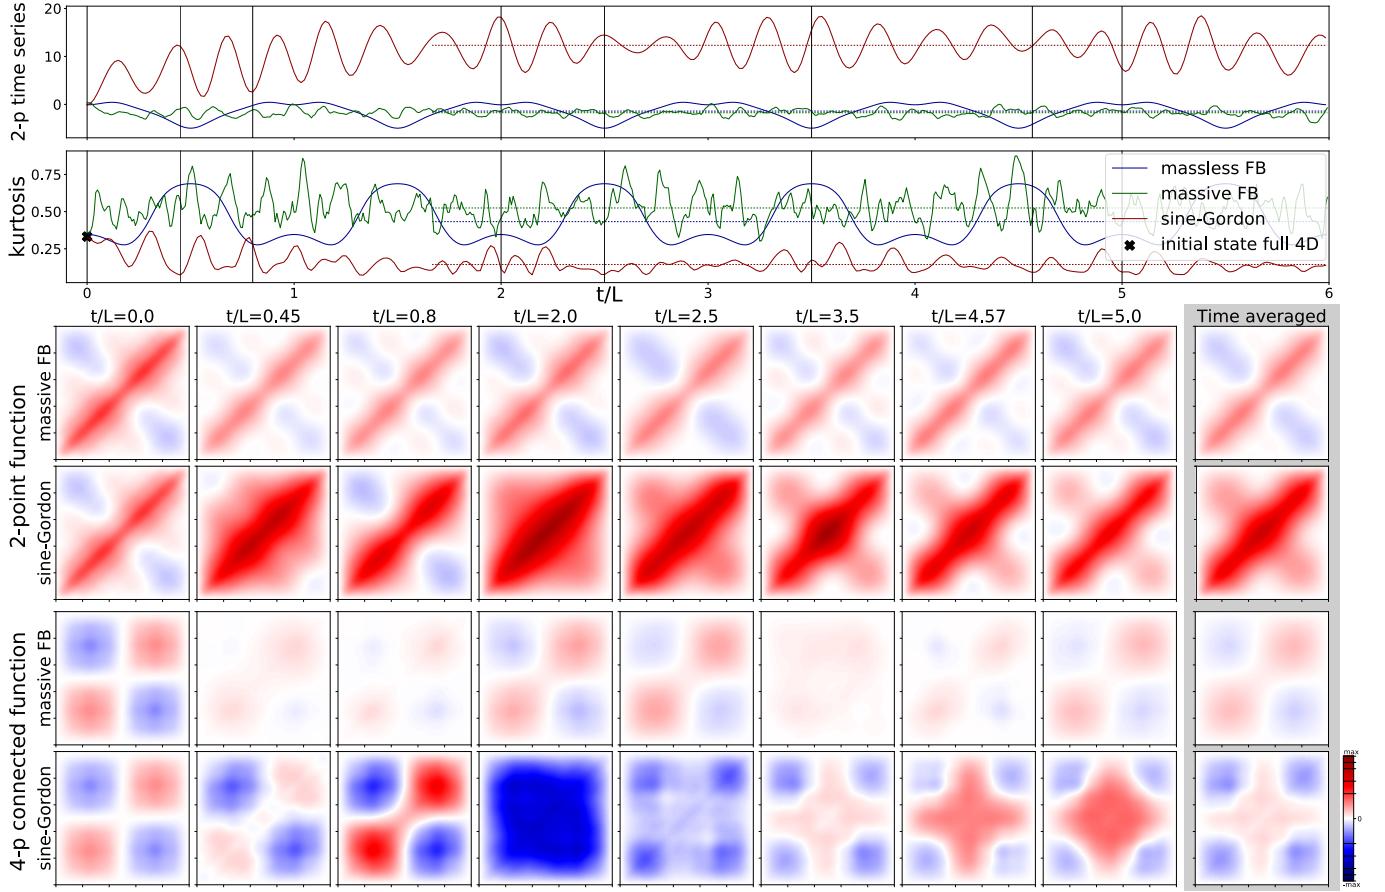 2-p time series
20
10
0
kurtosis
0.75
0.50
0.25
massless FB
massive FB
sine-Gordon
initial state full 4D
0
1
2
3
4
5
6
t/L
t/L=0.0
t/L=0.45
t/L=0.8
t/L=2.0
t/L=2.5
t/L=3.5
t/L=4.57
t/L=5.0
Time averaged
2-point function
massive FB
sine-Gordon
4-p connected function
massive FB
sine-Gordon
max
0
-max